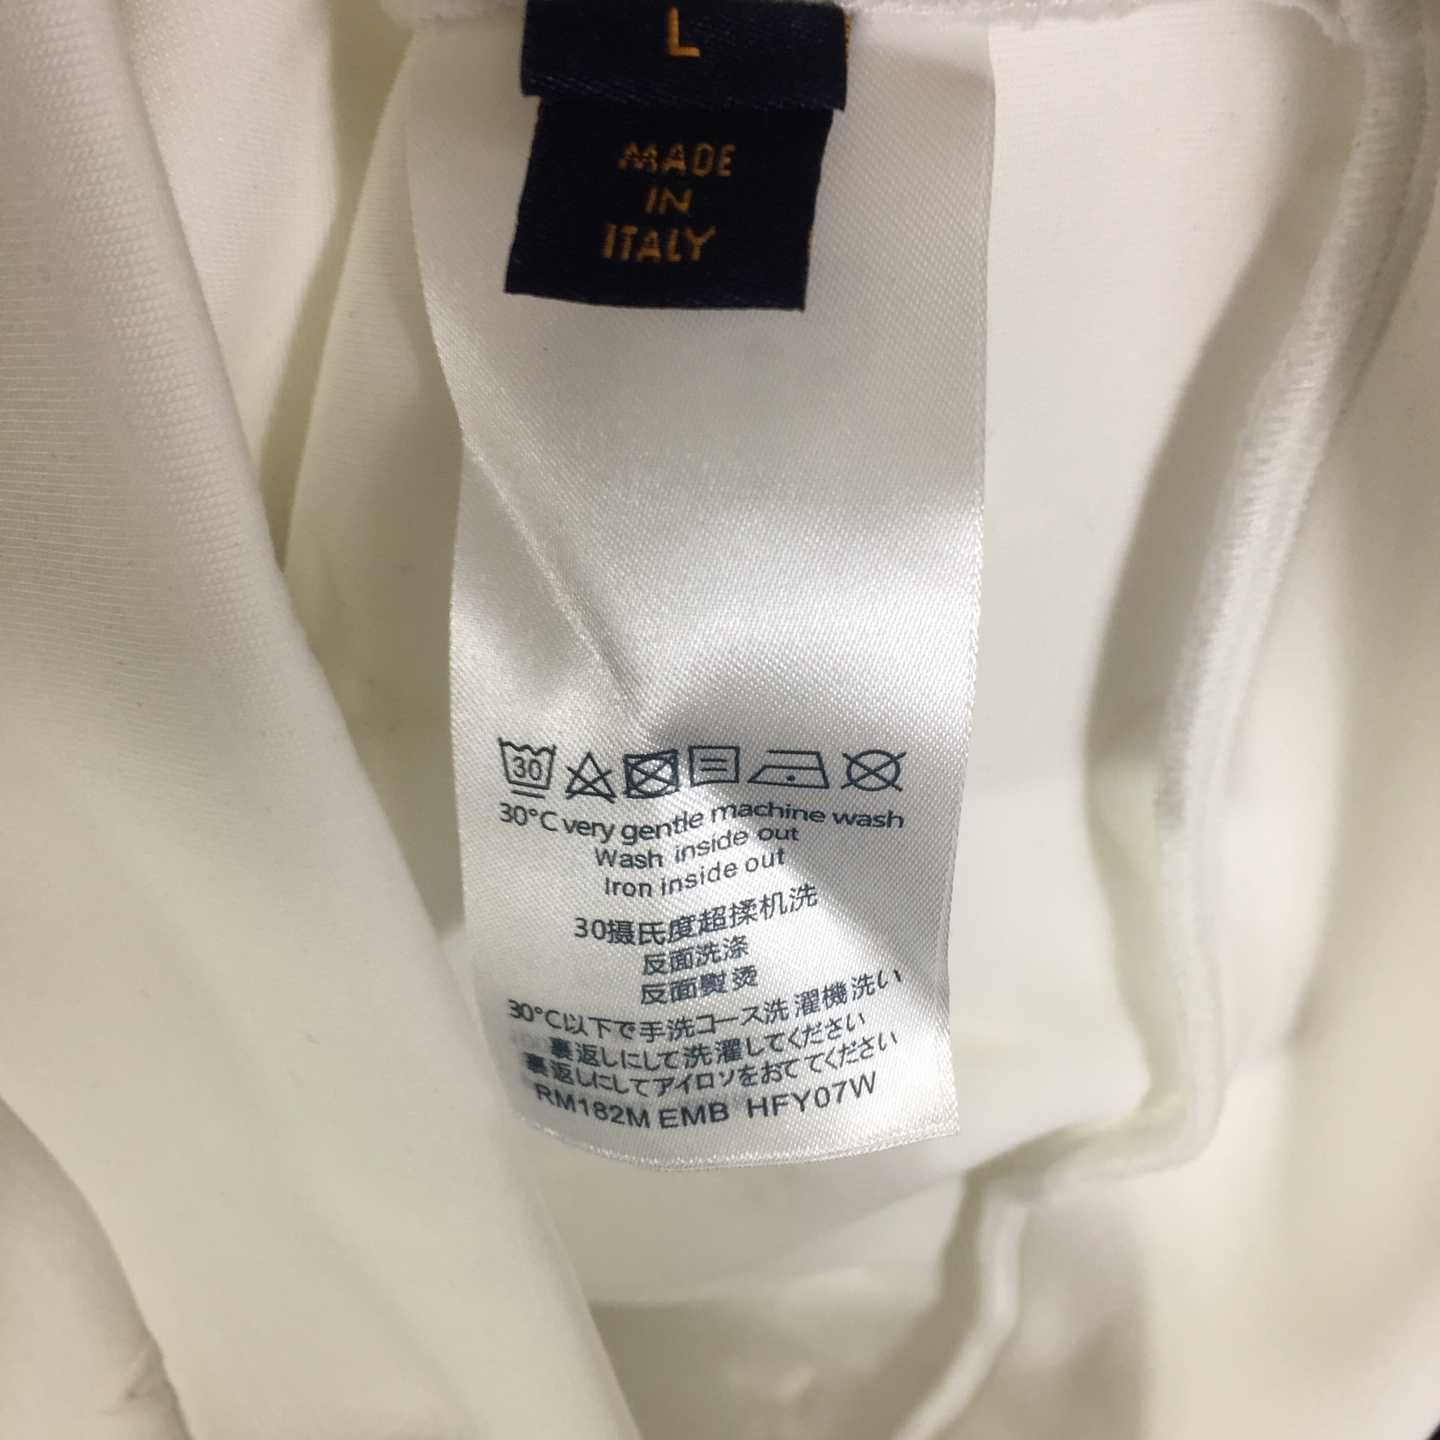 L
MADE
IN
ITALY
30
30°C very gentle machine wash
Wash inside out
Iron inside out
30摄氏度超揉机洗
反面洗涤
反面熨烫
30°C以下で手洗コース洗濯機洗い
裏返しにして洗濯してください
裏返しにしてアイロソをおててください
RM182M EMB HFY07W